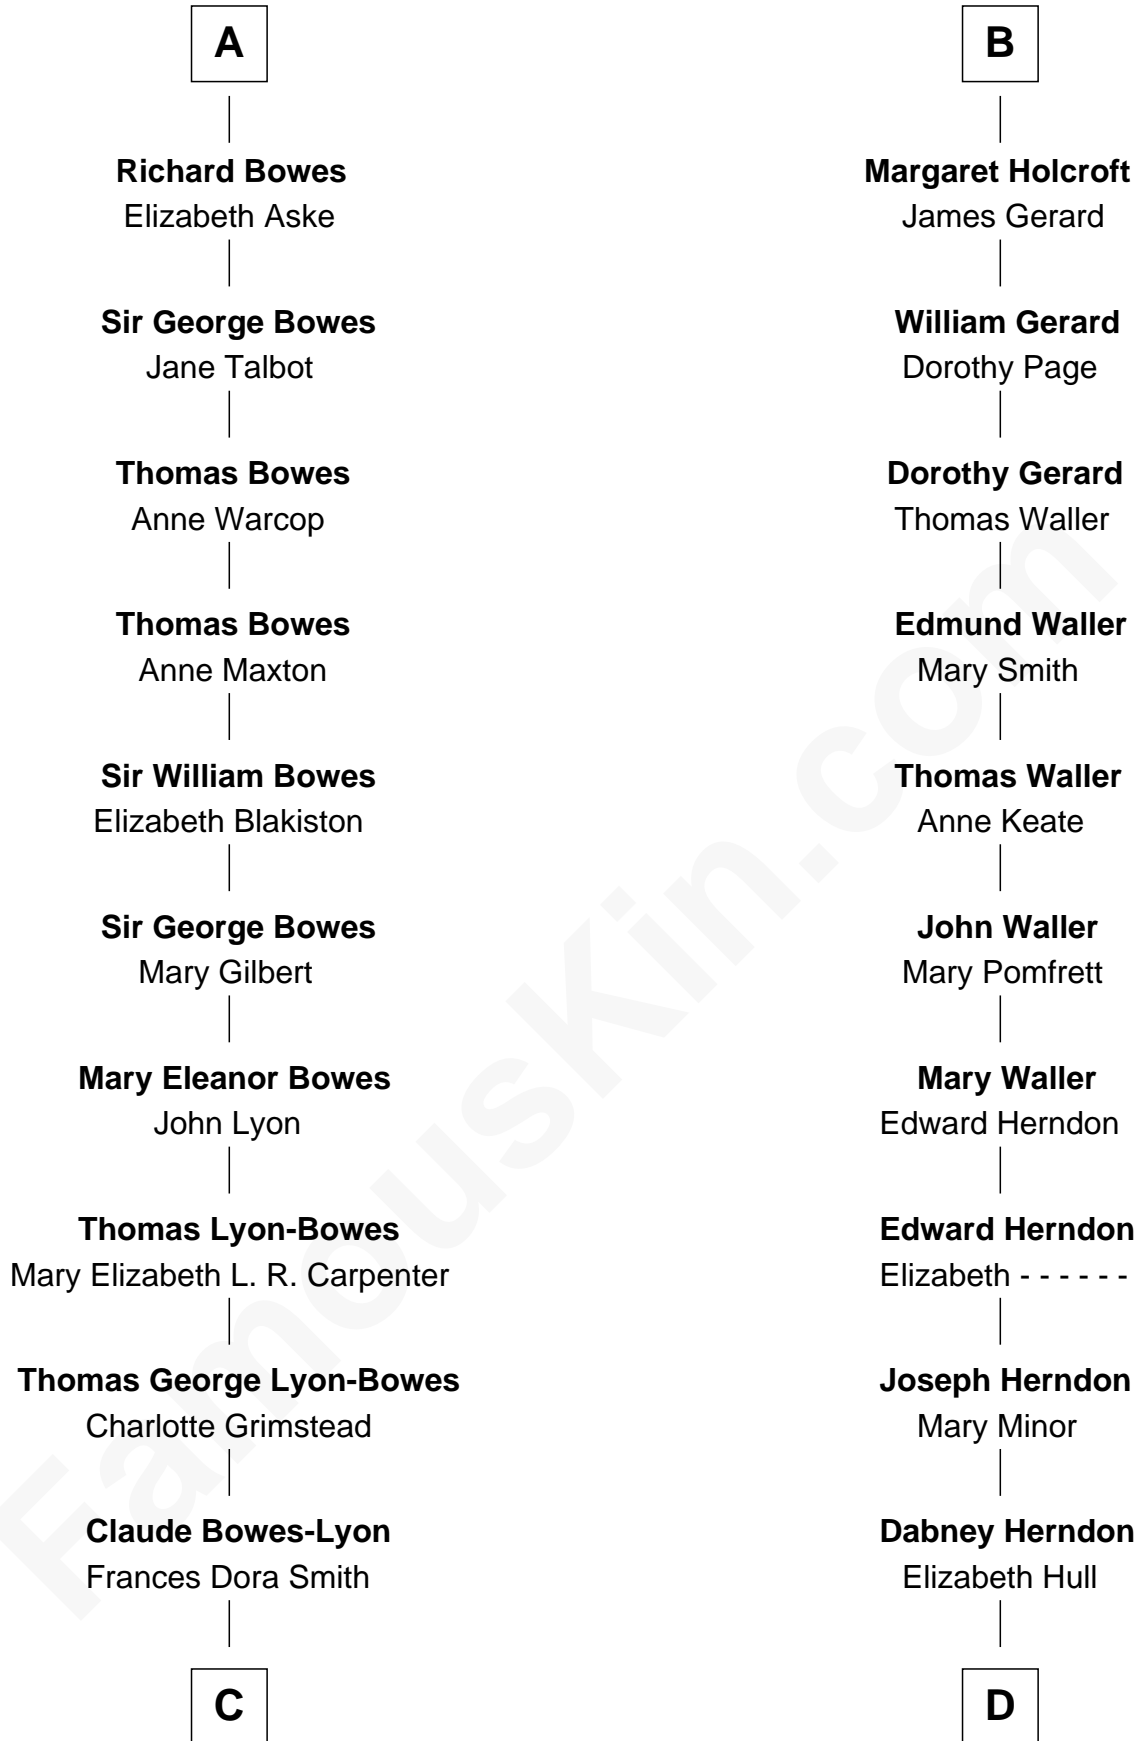 A
Richard Bowes
Elizabeth Aske
Sir George Bowes
Jane Talbot
Thomas Bowes
Anne Warcop
Thomas Bowes
Anne Maxton
Sir William Bowes
Elizabeth Blakiston
Sir George Bowes
Mary Gilbert
Mary Eleanor Bowes
John Lyon
Thomas Lyon-Bowes
Mary Elizabeth L. R. Carpenter
Thomas George Lyon-Bowes
Charlotte Grimstead
Claude Bowes-Lyon
Frances Dora Smith
C
B
Margaret Holcroft
James Gerard
William Gerard
Dorothy Page
Dorothy Gerard
Thomas Waller
Edmund Waller
Mary Smith
Thomas Waller
Anne Keate
John Waller
Mary Pomfrett
Mary Waller
Edward Herndon
Edward Herndon
Elizabeth - - - - - -
Joseph Herndon
Mary Minor
Dabney Herndon
Elizabeth Hull
D
FamousKin.com